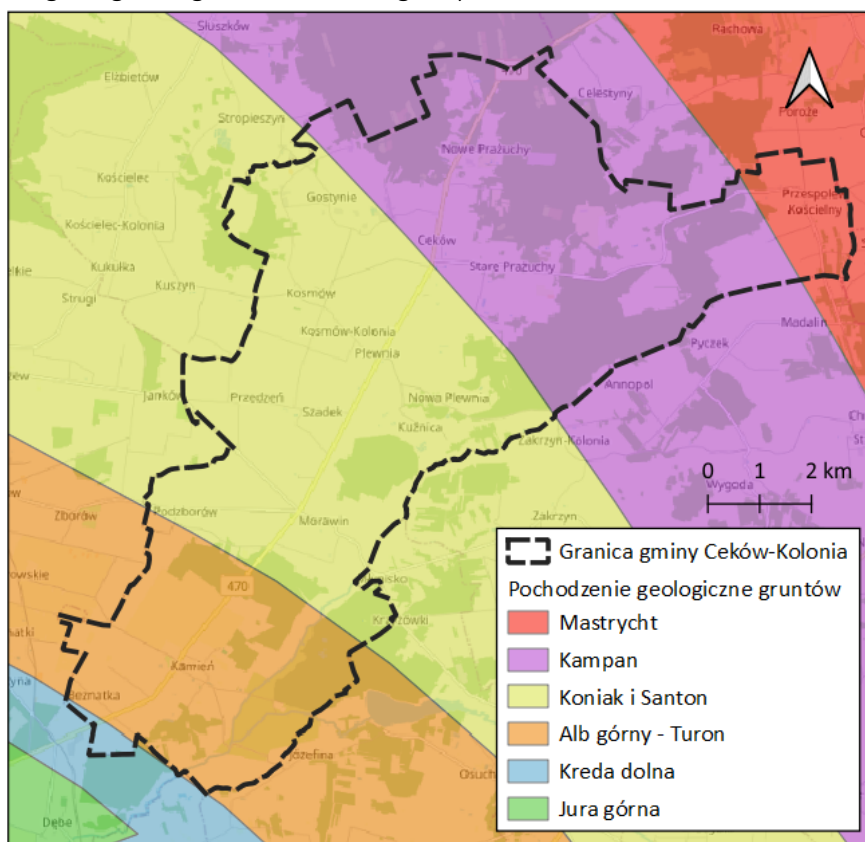 Słuszków
Rachowa
470
Elżbietów
Celestyny
Stropieszyn
Poroże
Nowe Prażuchy
Kościelec
Gostynie
Przespolew
Kościelny
Kościelec-Kolonia
Ceków
Stare Prażuchy
Kukułka
Kuszyn
Strugi
Kosmów
Madalin
Kosmów-Kolonia
Plewnia
Pyczek
Annopol
Janków
Przedzeń
Nowa Plewnia
Szadek
Kuźnica
Zakrzyn-Kolonia
0 1 2 km
Wygoda
Zborów
Podzborów
Morawin
Zakrzyn
470
Kamień
Beznatka
Józefina
Osuch
Dębe
Granica gminy Ceków-Kolonia
Pochodzenie geologiczne gruntów
Mastrycht
Kampan
Koniak i Santon
Alb górny - Turon
Kreda dolna
Jura górna